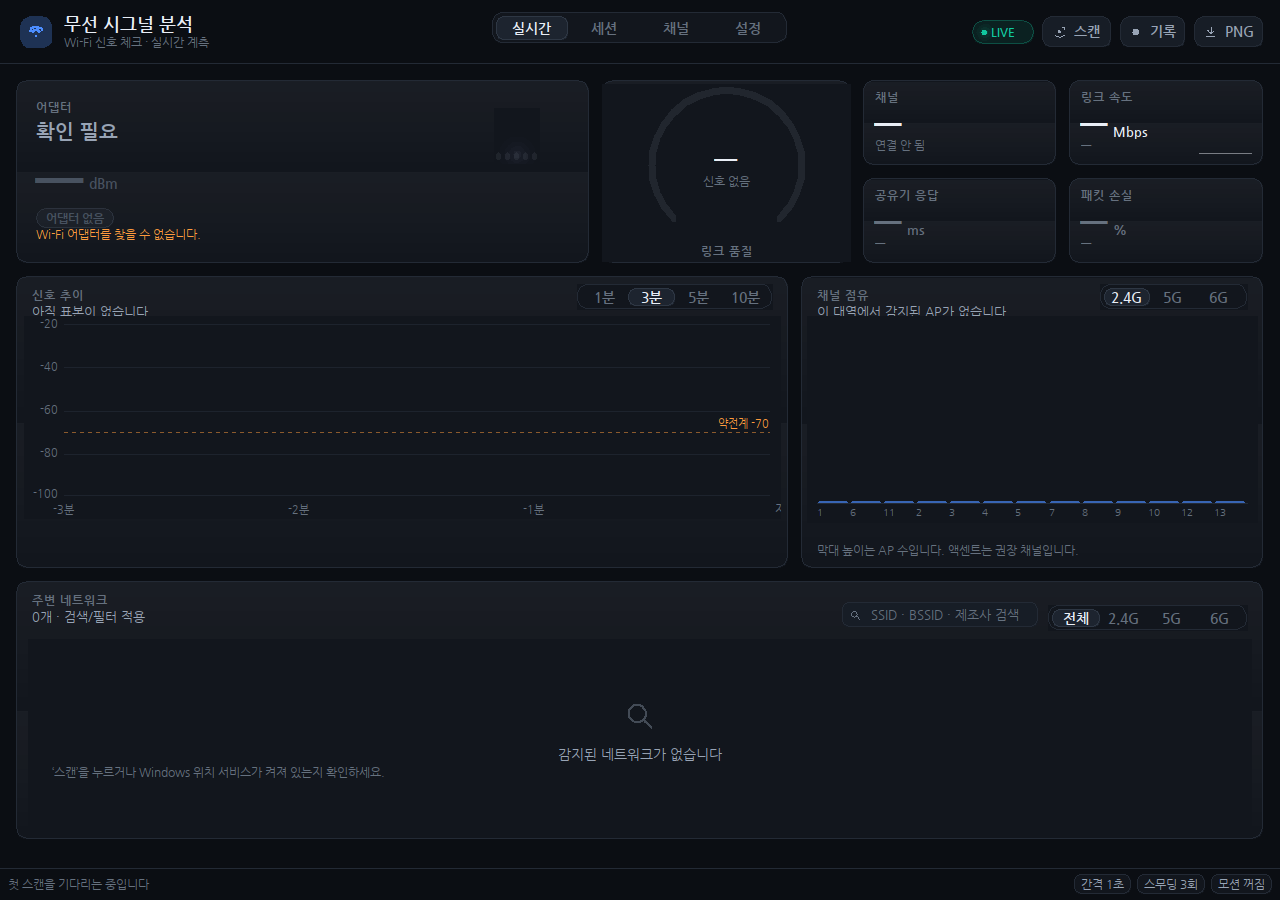 무선 시그널 분석
Wi-Fi 신호 체크 · 실시간 계측
실시간 세션 채널 설정
LIVE 스캔 기록 PNG
어댑터
확인 필요
— dBm
어댑터 없음
Wi-Fi 어댑터를 찾을 수 없습니다.
—
신호 없음
링크 품질
채널
—
연결 안 됨
링크 속도
— Mbps
—
공유기 응답
— ms
—
패킷 손실
— %
—
신호 추이
아직 표본이 없습니다
1분 3분 5분 10분
-20
-40
-60
약전계 -70
-80
-100
-3분 -2분 -1분
채널 점유
이 대역에서 감지된 AP가 없습니다
2.4G 5G 6G
1 6 11 2 3 4 5 7 8 9 10 12 13
막대 높이는 AP 수입니다. 액센트는 권장 채널입니다.
주변 네트워크
0개 · 검색/필터 적용
SSID · BSSID · 제조사 검색
전체 2.4G 5G 6G
감지된 네트워크가 없습니다
'스캔'을 누르거나 Windows 위치 서비스가 켜져 있는지 확인하세요.
첫 스캔을 기다리는 중입니다
간격 1초 스무딩 3회 모션 꺼짐